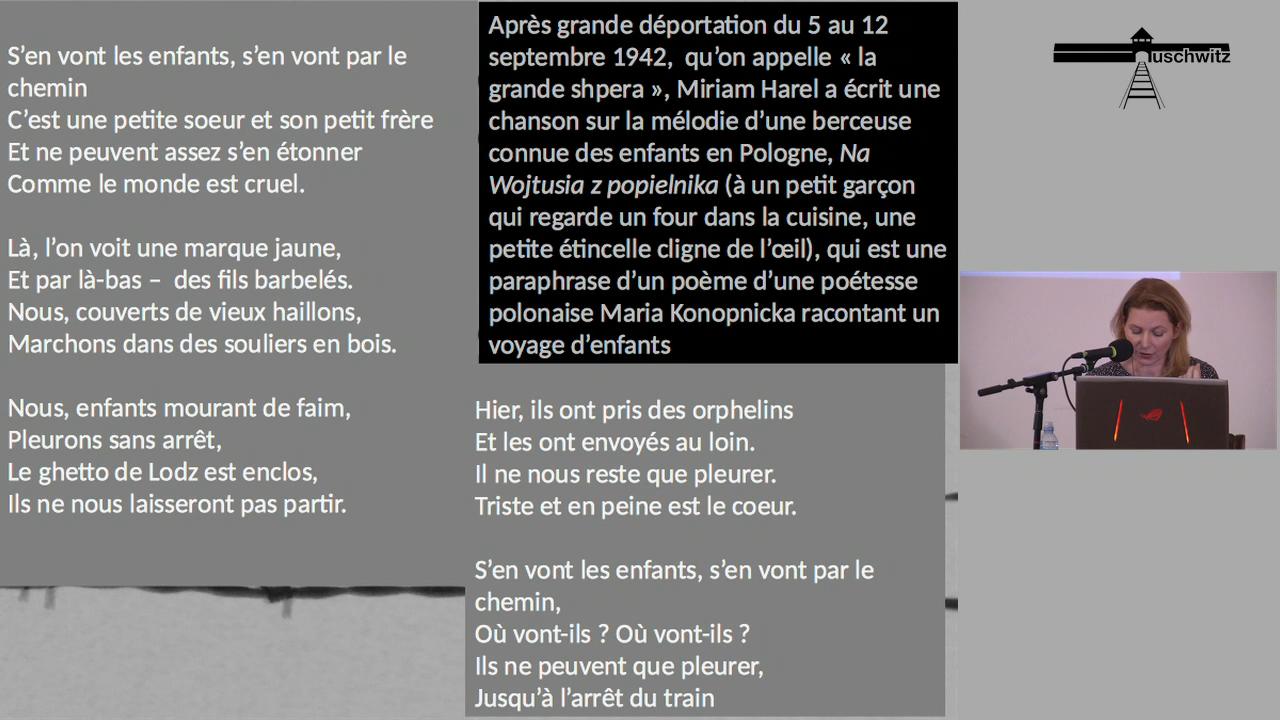 S’en vont les enfants, s’en vont par le
chemin
C’est une petite soeur et son petit frère
Et ne peuvent assez s’en étonner
Comme le monde est cruel.
Là, l’on voit une marque jaune,
Et par là-bas – des fils barbelés.
Nous, couverts de vieux haillons,
Marchons dans des souliers en bois.
Nous, enfants mourant de faim,
Pleurons sans arrêt,
Le ghetto de Lodz est enclos,
Ils ne nous laisseront pas partir.
Après grande déportation du 5 au 12
septembre 1942, qu’on appelle « la
grande shpera », Miriam Harel a écrit une
chanson sur la mélodie d’une berceuse
connue des enfants en Pologne, Na
Wojtusia z popielnika (à un petit garçon
qui regarde un four dans la cuisine, une
petite étincelle cligne de l’œil), qui est une
paraphrase d’un poème d’une poétesse
polonaise Maria Konopnicka racontant un
voyage d’enfants
Hier, ils ont pris des orphelins
Et les ont envoyés au loin.
Il ne nous reste que pleurer.
Triste et en peine est le coeur.
S’en vont les enfants, s’en vont par le
chemin,
Où vont-ils ? Où vont-ils ?
Ils ne peuvent que pleurer,
Jusqu’à l’arrêt du train
uschwitz